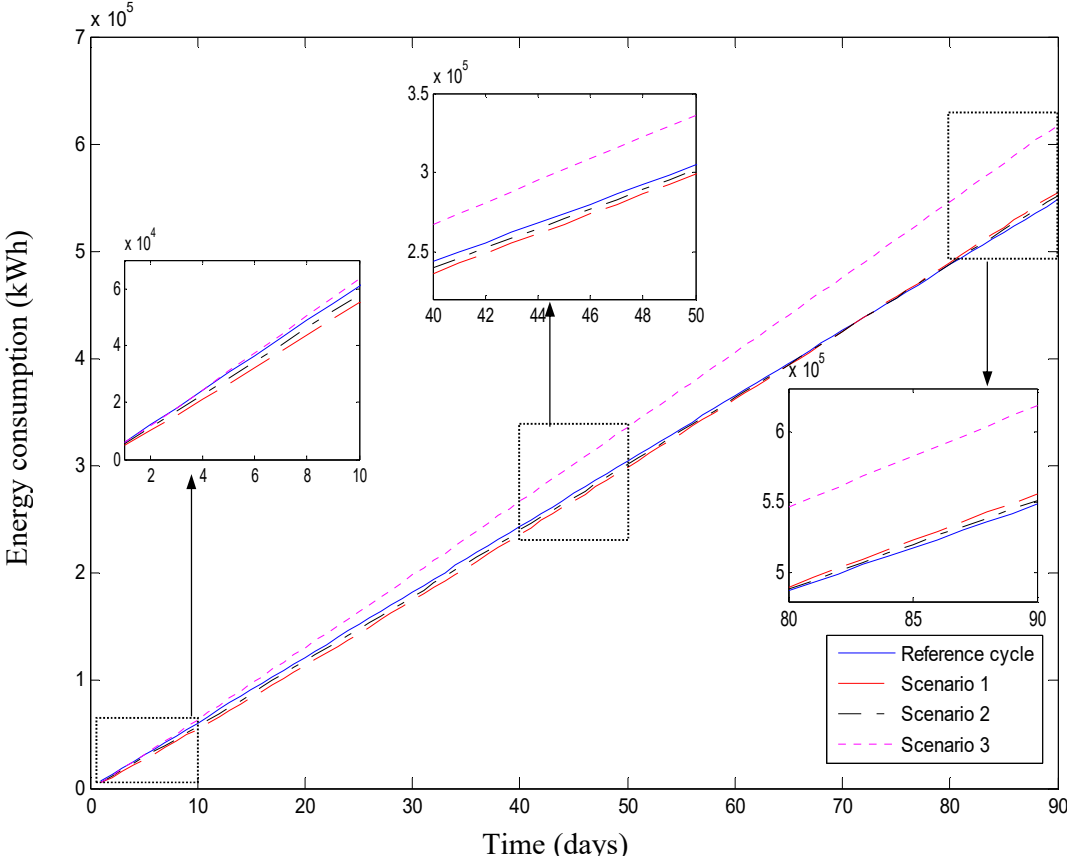 x 10^5
7
6
5
4
3
2
1
0
0 10 20 30 40 50 60 70 80 90
Energy consumption (kWh)
Time (days)
x 10^4
6
4
2
0
2 4 6 8 10
x 10^5
3.5
3
2.5
40 42 44 46 48 50
x 10^5
6
5.5
5
80 85 90
Reference cycle
Scenario 1
Scenario 2
Scenario 3